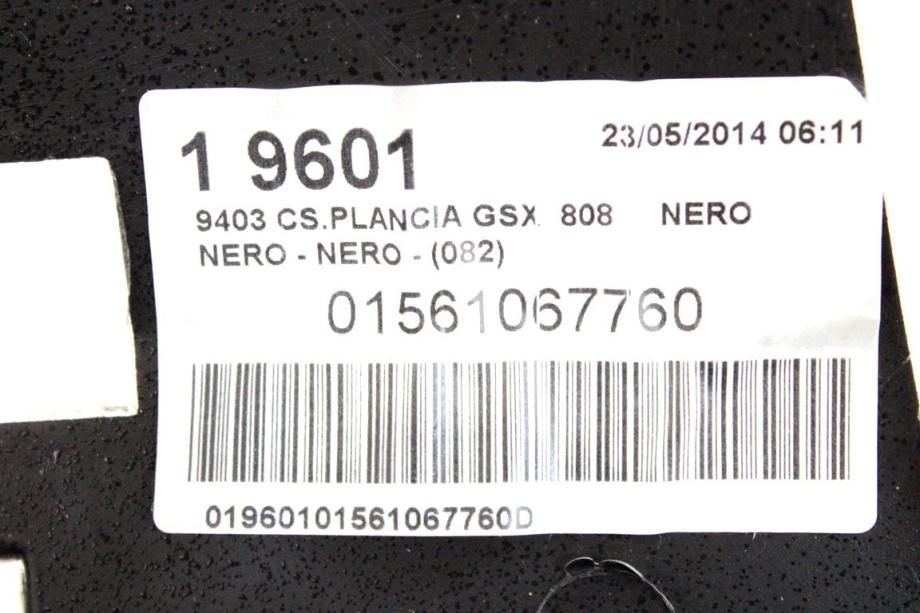 1 9601 23/05/2014 06:11
9403 CS.PLANCIA GSX 808 NERO
NERO - NERO - (082)
01561067760
01960101561067760D